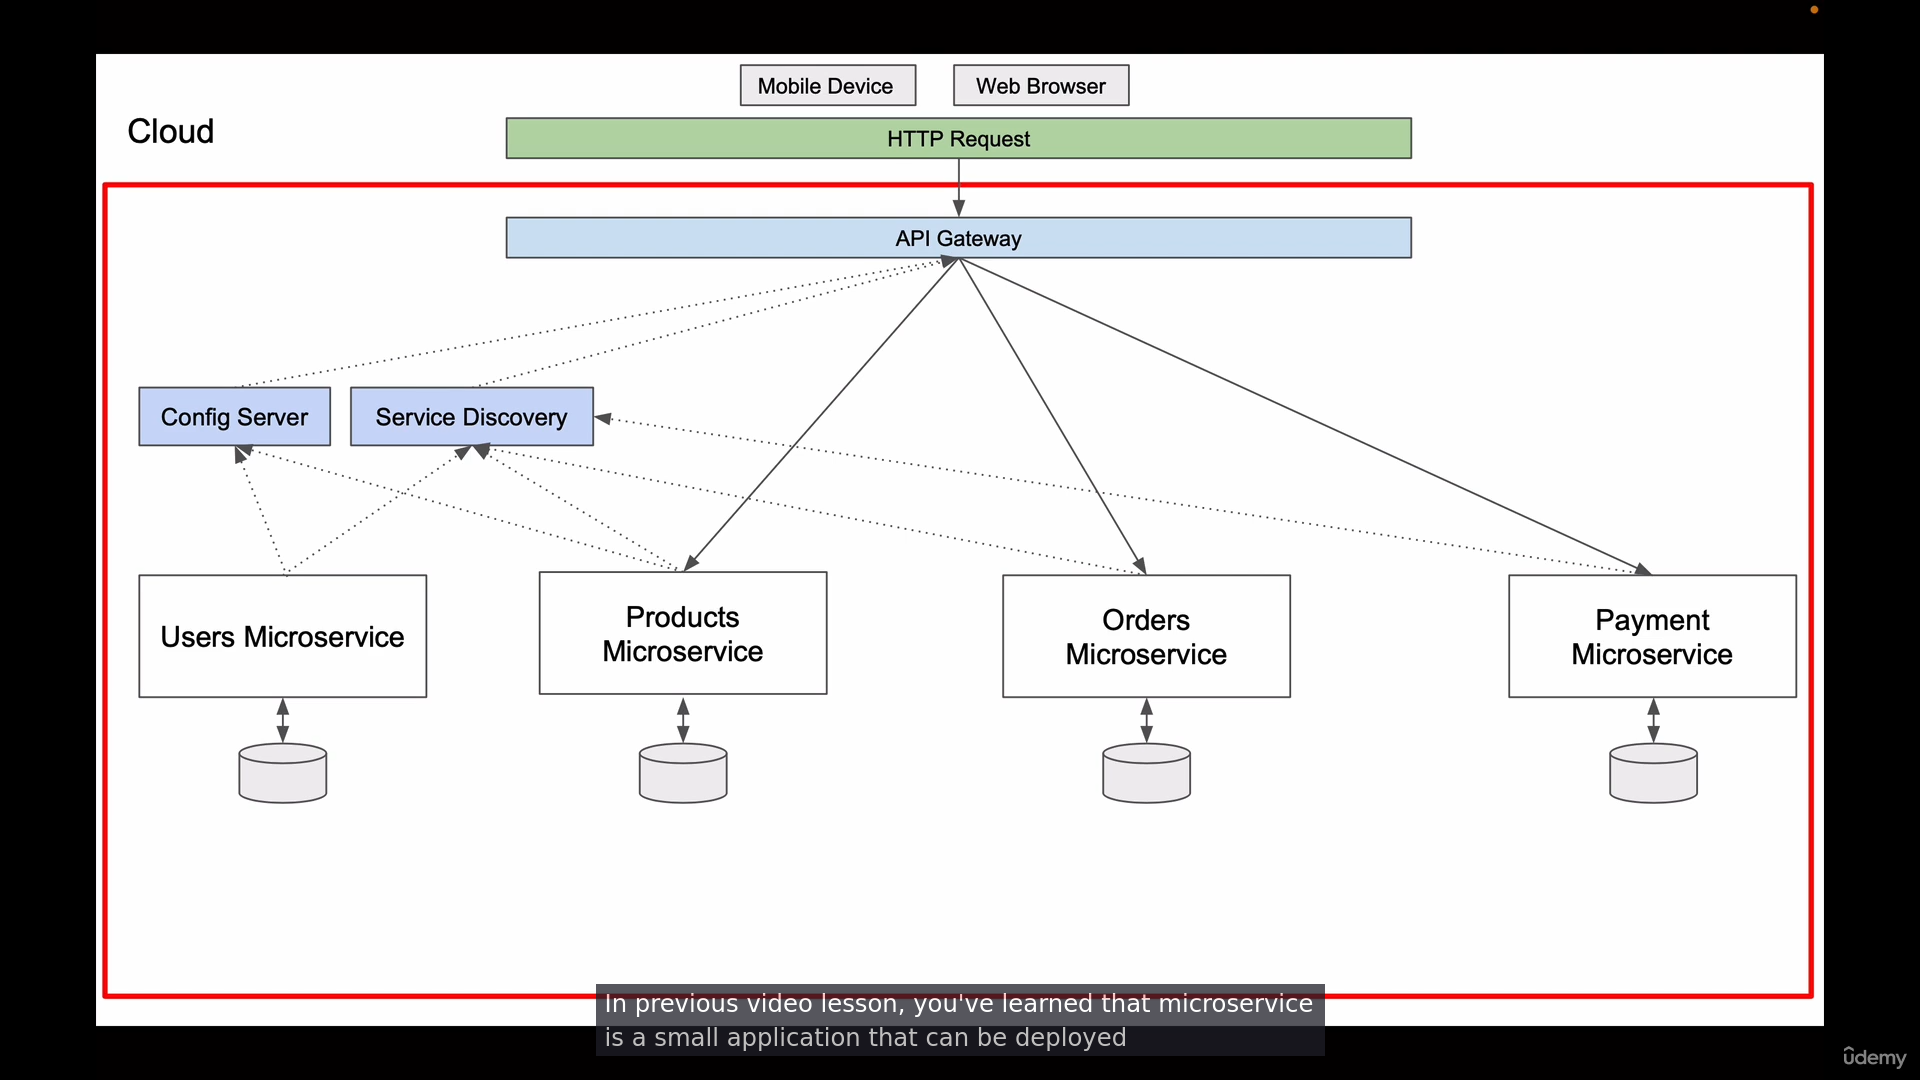 Mobile Device
Web Browser
Cloud
HTTP Request
API Gateway
Config Server
Service Discovery
Users Microservice
Products
Microservice
Orders
Microservice
Payment
Microservice
In previous video lesson, you've learned that microservice
is a small application that can be deployed
ûdemy